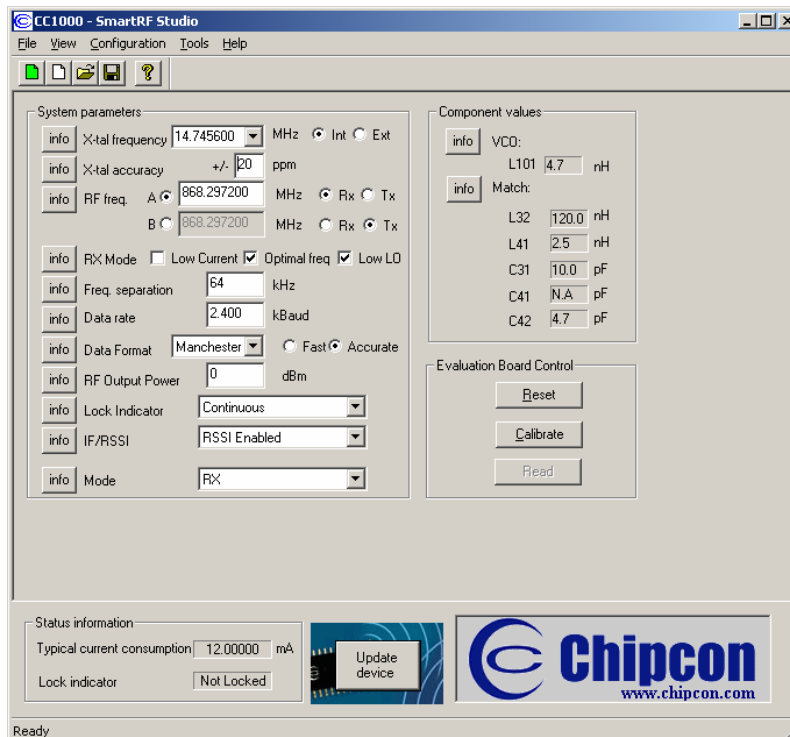 CC1000 - SmartRF Studio
File View Configuration Tools Help
System parameters
info X-tal frequency 14.745600 MHz Int Ext
info X-tal accuracy +/- 20 ppm
info RF freq. A 868.297200 MHz Rx Tx
B 868.297200 MHz Rx Tx
info RX Mode Low Current Optimal freq Low LO
info Freq. separation 64 kHz
info Data rate 2.400 kBaud
info Data Format Manchester Fast Accurate
info RF Output Power 0 dBm
info Lock Indicator Continuous
info IF/RSSI RSSI Enabled
info Mode RX
Component values
info VCO:
L101 4.7 nH
info Match:
L32 120.0 nH
L41 2.5 nH
C31 10.0 pF
C41 N.A pF
C42 4.7 pF
Evaluation Board Control
Reset
Calibrate
Read
Status information
Typical current consumption 12.00000 mA
Lock indicator Not Locked
Update
device
Chipcon
www.chipcon.com
Ready